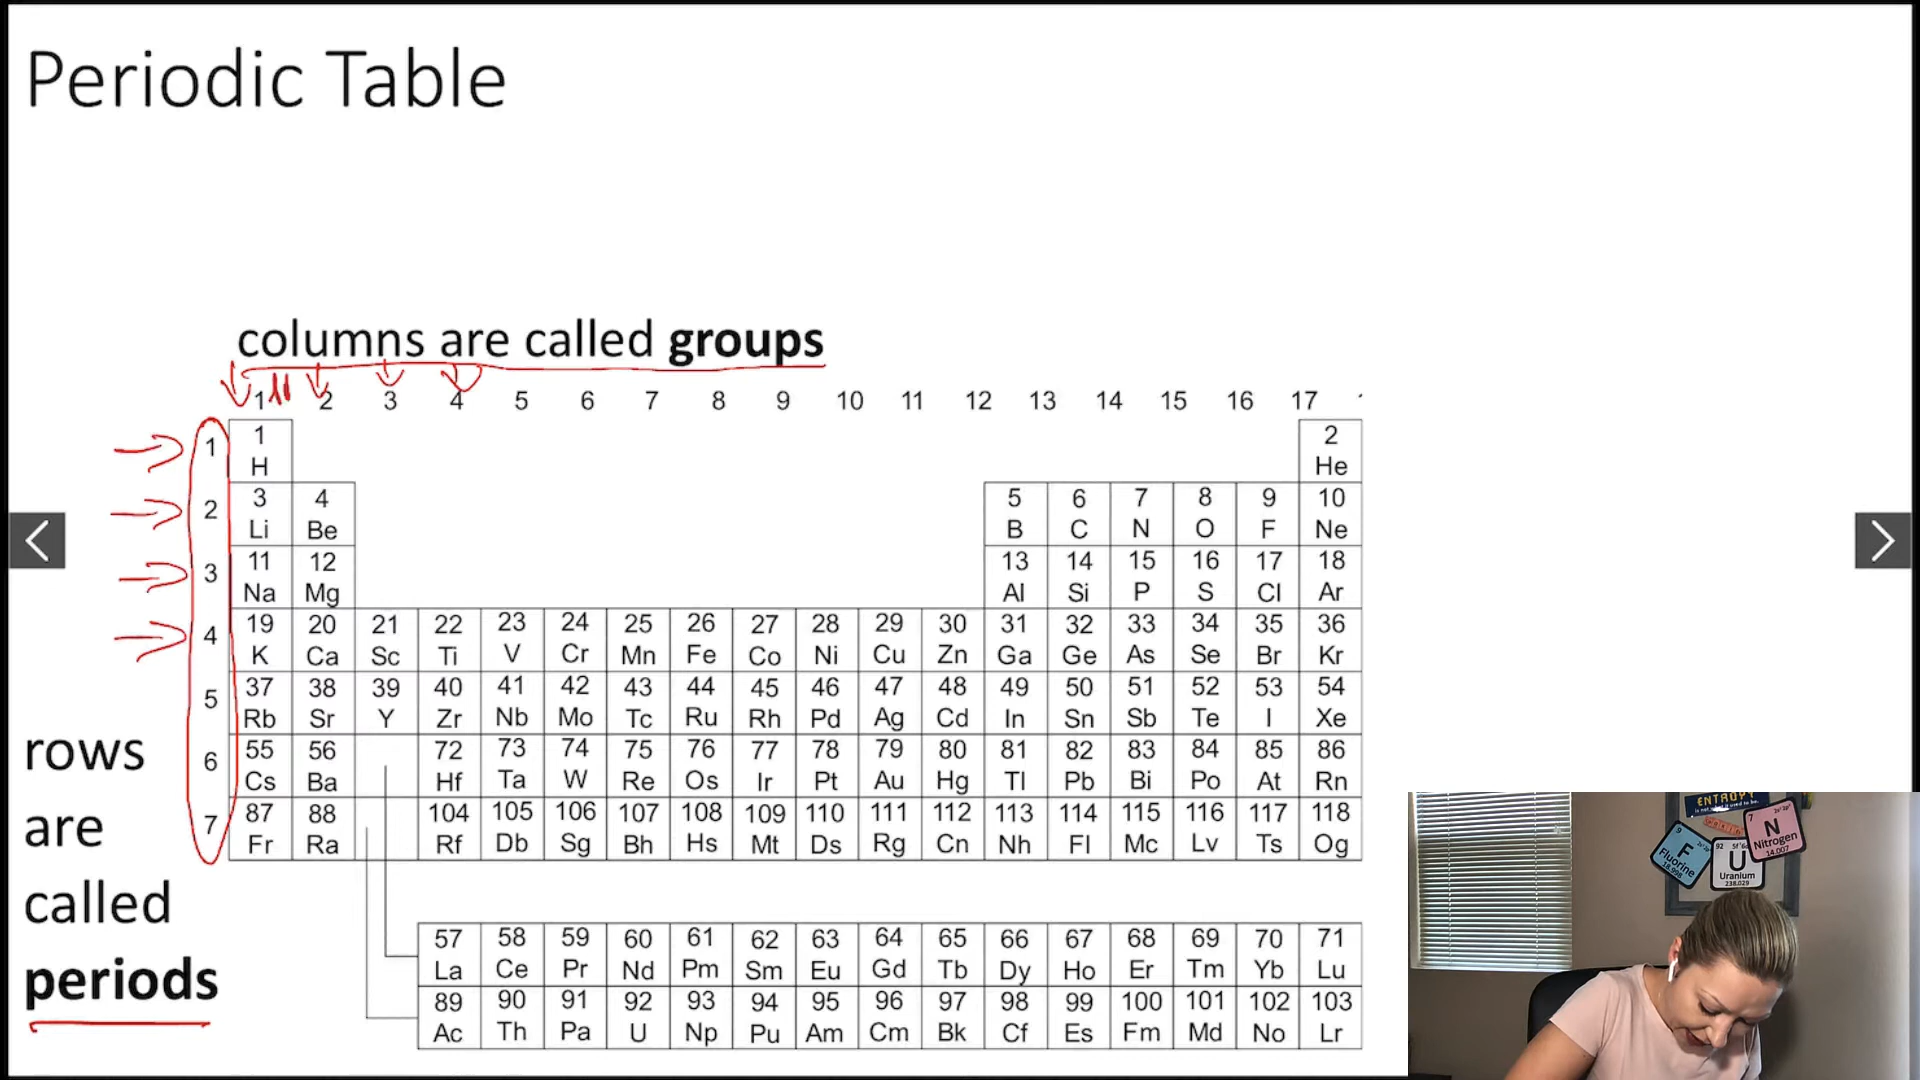 Periodic Table
columns are called groups
1 2 3 4 5 6 7 8 9 10 11 12 13 14 15 16 17
1 1 2
H He
2 3 4 5 6 7 8 9 10
Li Be B C N O F Ne
3 11 12 13 14 15 16 17 18
Na Mg Al Si P S Cl Ar
4 19 20 21 22 23 24 25 26 27 28 29 30 31 32 33 34 35 36
K Ca Sc Ti V Cr Mn Fe Co Ni Cu Zn Ga Ge As Se Br Kr
5 37 38 39 40 41 42 43 44 45 46 47 48 49 50 51 52 53 54
Rb Sr Y Zr Nb Mo Tc Ru Rh Pd Ag Cd In Sn Sb Te I Xe
6 55 56 72 73 74 75 76 77 78 79 80 81 82 83 84 85 86
Cs Ba Hf Ta W Re Os Ir Pt Au Hg Tl Pb Bi Po At Rn
7 87 88 104 105 106 107 108 109 110 111 112 113 114 115 116 117 118
Fr Ra Rf Db Sg Bh Hs Mt Ds Rg Cn Nh Fl Mc Lv Ts Og
57 58 59 60 61 62 63 64 65 66 67 68 69 70 71
La Ce Pr Nd Pm Sm Eu Gd Tb Dy Ho Er Tm Yb Lu
89 90 91 92 93 94 95 96 97 98 99 100 101 102 103
Ac Th Pa U Np Pu Am Cm Bk Cf Es Fm Md No Lr
rows
are
called
periods
ENTROPY
9
F
Fluorine
18.998
92
U
Uranium
238.029
7
N
Nitrogen
14.007